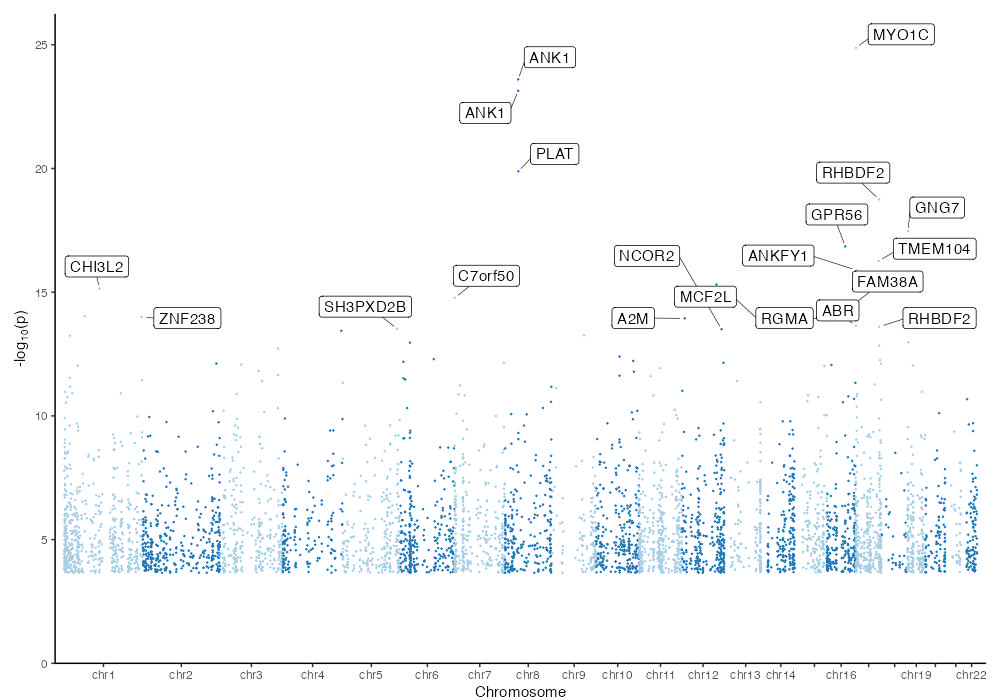 25
MYO1C
ANK1
ANK1
PLAT
20
RHBDF2
GNG7
GPR56
NCOR2
ANKFY1
TMEM104
CHI3L2
C7orf50
FAM38A
15
MCF2L
SH3PXD2B
ABR
ZNF238
A2M
RGMA
RHBDF2
-log10(p)
10
5
0
chr1 chr2 chr3 chr4 chr5 chr6 chr7 chr8 chr9 chr10 chr11 chr12 chr13 chr14 chr16 chr19 chr22
Chromosome